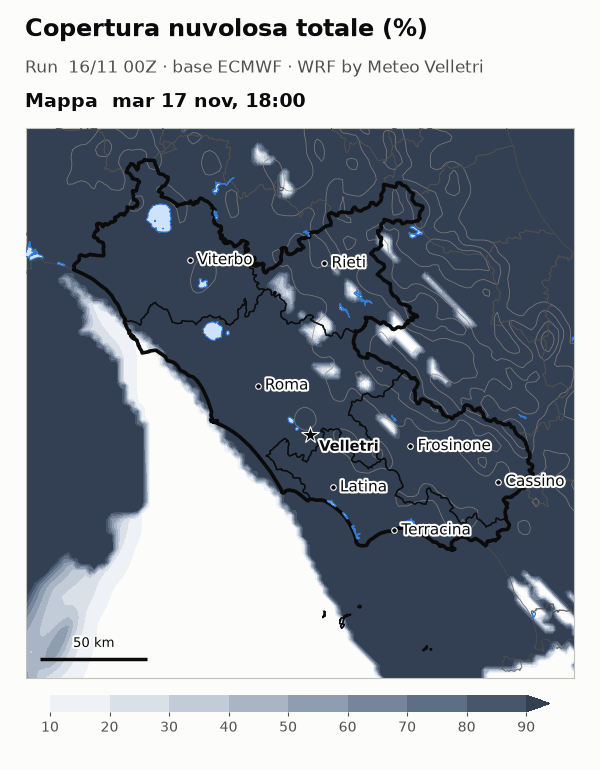 Copertura nuvolosa totale (%)
Run 16/11 00Z · base ECMWF · WRF by Meteo Velletri
Mappa mar 17 nov, 18:00
Viterbo
Rieti
Roma
Velletri
Frosinone
Latina
Cassino
Terracina
50 km
10 20 30 40 50 60 70 80 90